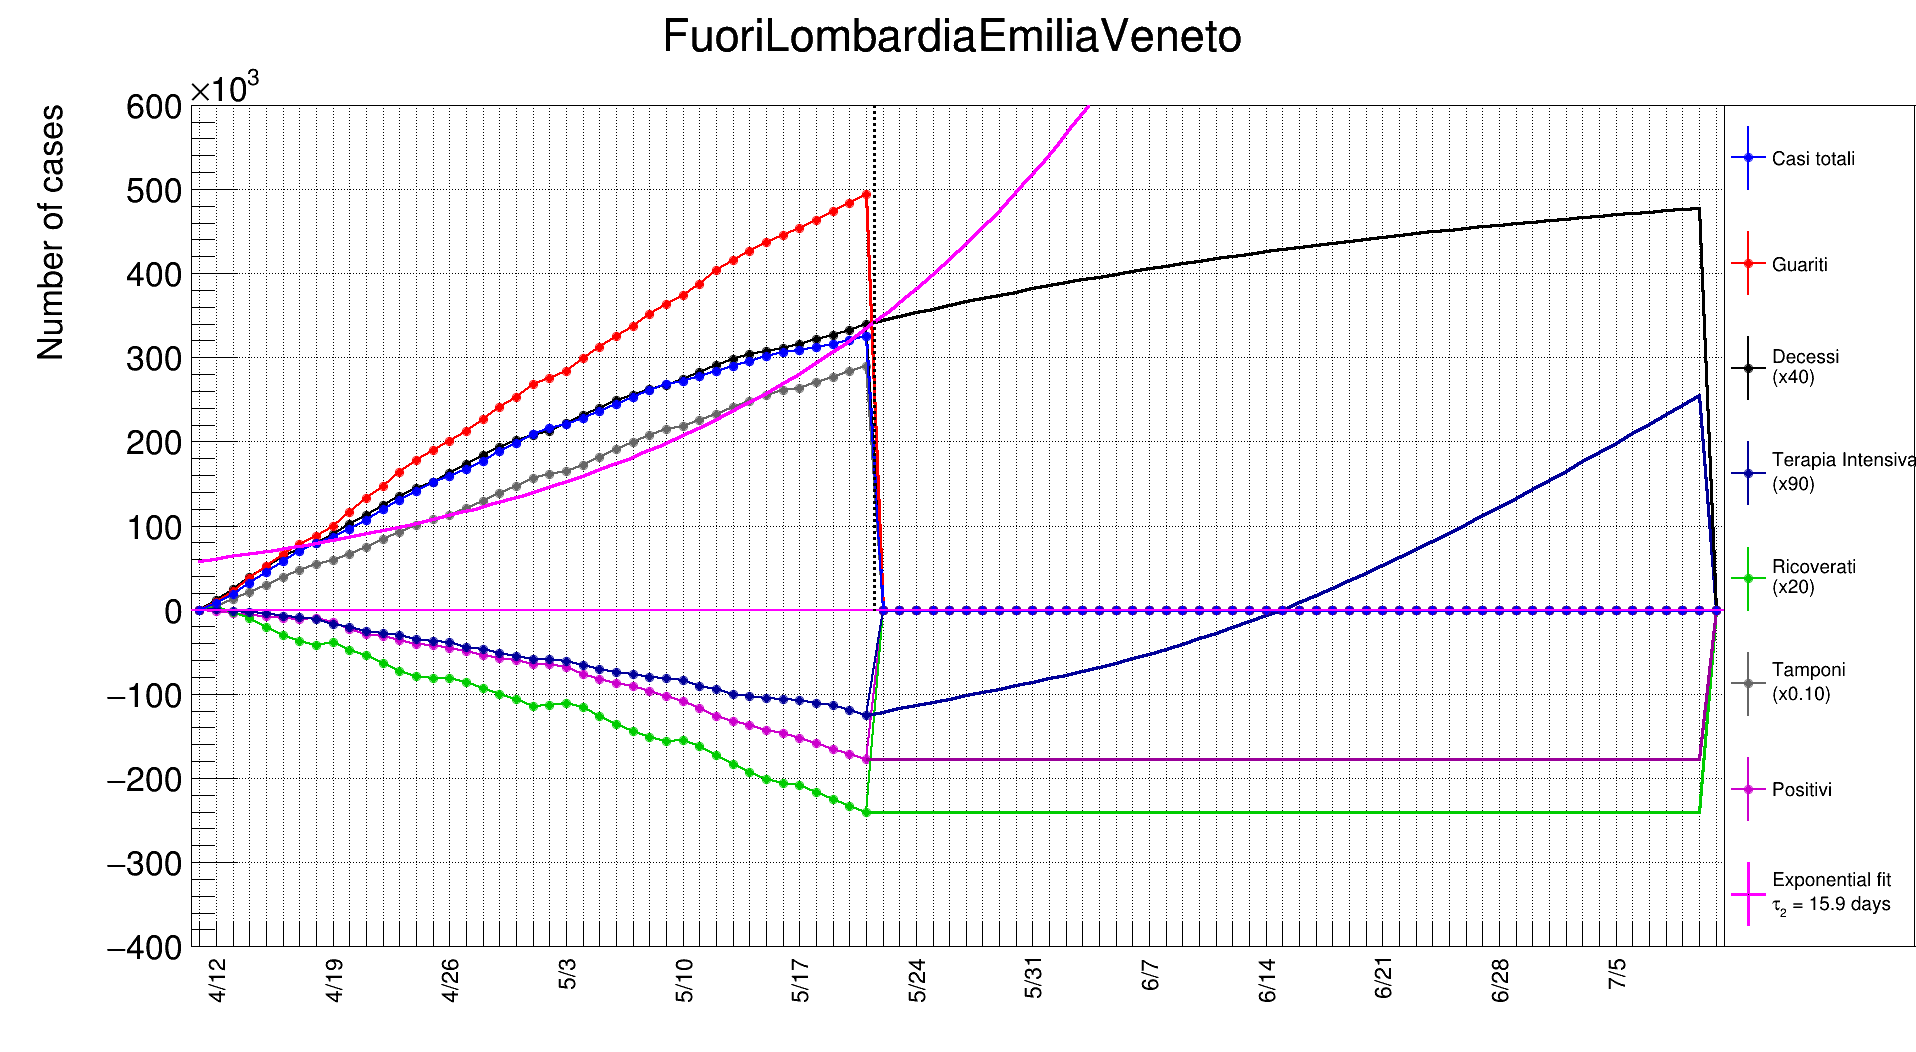 FuoriLombardiaEmiliaVeneto
×10³
Number of cases
600
500
400
300
200
100
0
−100
−200
−300
−400
4/12
4/19
4/26
5/3
5/10
5/17
5/24
5/31
6/7
6/14
6/21
6/28
7/5
Casi totali
Guariti
Decessi
(x40)
Terapia Intensiva
(x90)
Ricoverati
(x20)
Tamponi
(x0.10)
Positivi
Exponential fit
τ₂ = 15.9 days